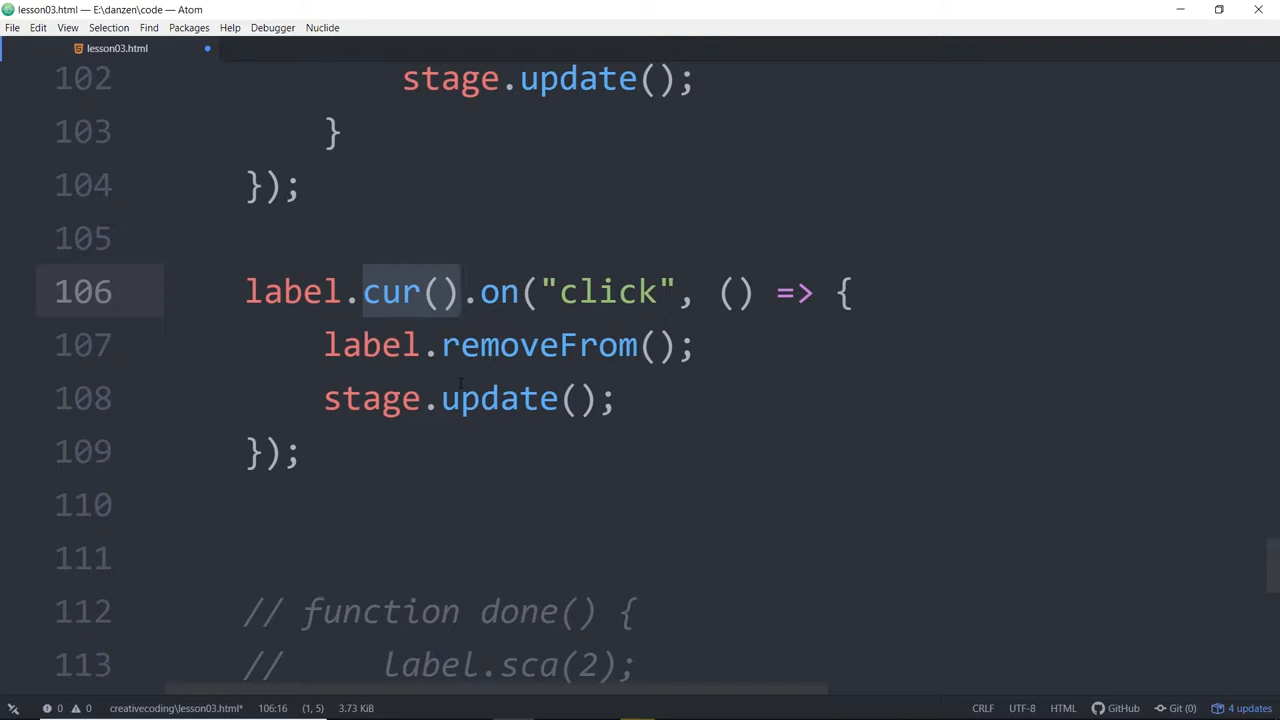 lesson03.html — E:\danzen\code — Atom
File Edit View Selection Find Packages Help Debugger Nuclide
lesson03.html
102 stage.update();
103 }
104 });
105
106 label.cur().on("click", () => {
107 label.removeFrom();
108 stage.update();
109 });
110
111
112 // function done() {
113 // label.sca(2);
0 0 creativecoding\lesson03.html* 106:16 (1, 5) 3.73 KiB CRLF UTF-8 HTML GitHub Git (0) 4 updates